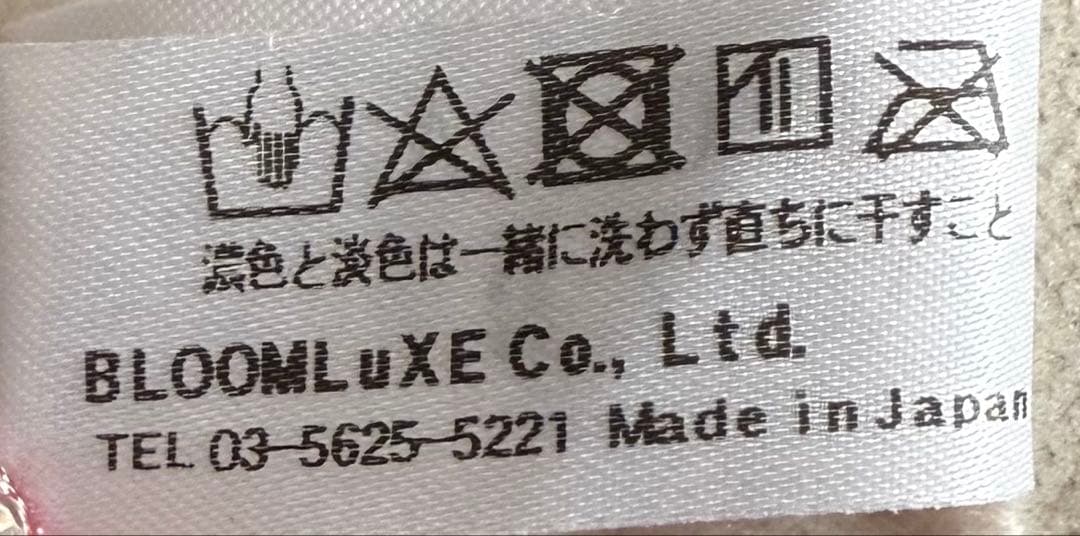 濃色と淡色は一緒に洗わず直ちに干すこと
BLOOMLuXE Co., Ltd.
TEL 03-5625-5221 Made in Japan